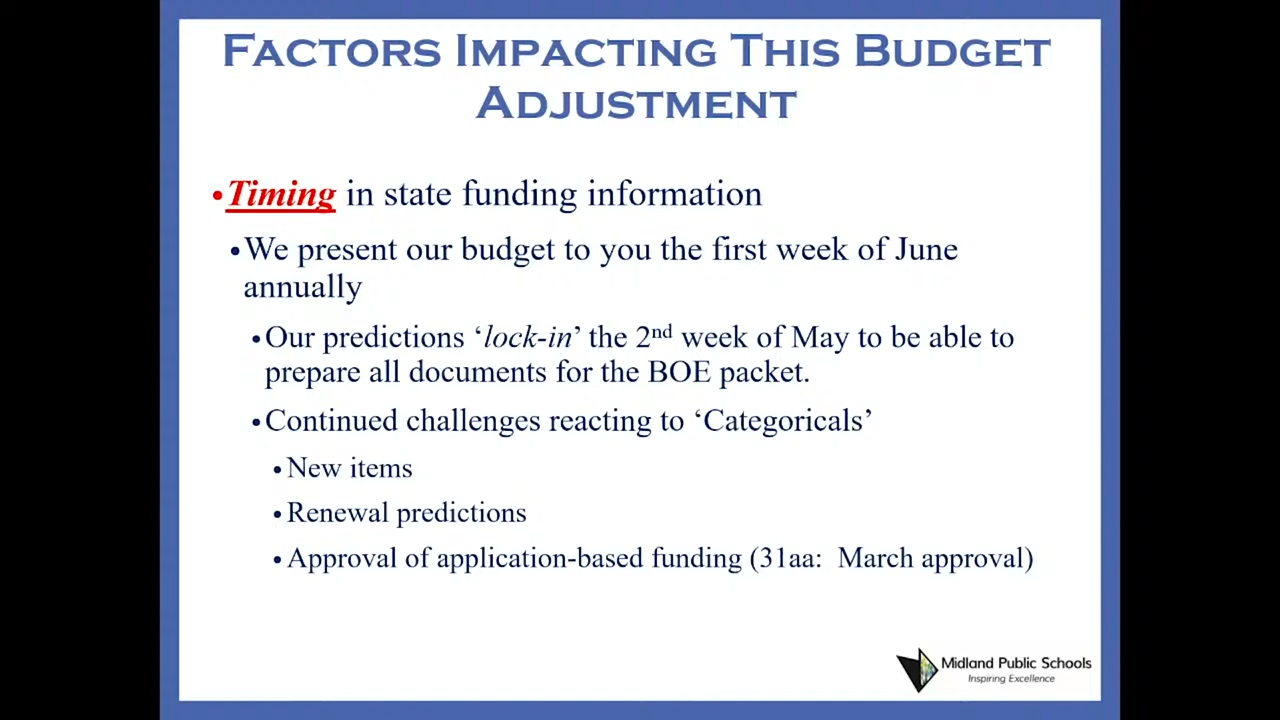 FACTORS IMPACTING THIS BUDGET
ADJUSTMENT
•Timing in state funding information
•We present our budget to you the first week of June
annually
•Our predictions ‘lock-in’ the 2nd week of May to be able to
prepare all documents for the BOE packet.
•Continued challenges reacting to ‘Categoricals’
•New items
•Renewal predictions
•Approval of application-based funding (31aa:  March approval)
Midland Public Schools
Inspiring Excellence